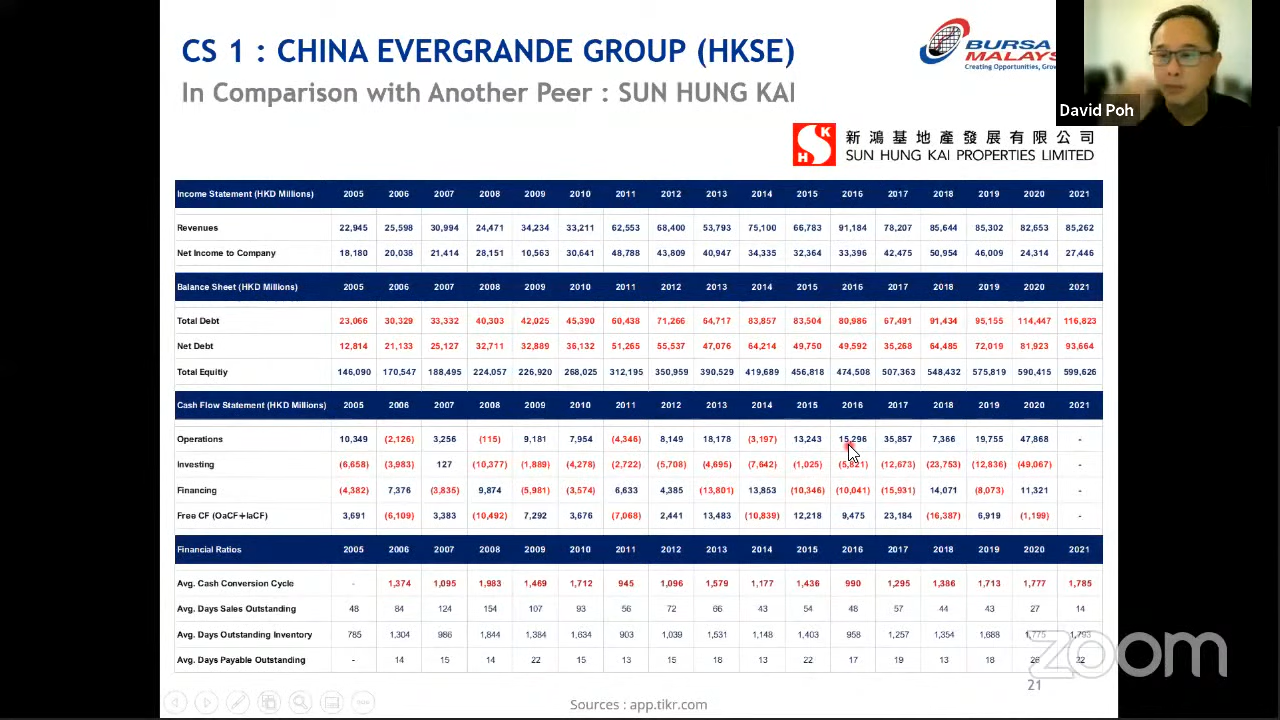 CS 1 : CHINA EVERGRANDE GROUP (HKSE)
In Comparison with Another Peer : SUN HUNG KAI
BURSA
MALAYS
Creating Opportunities, Grow
David Poh
S K H
新鴻基地產發展有限公司
SUN HUNG KAI PROPERTIES LIMITED
Income Statement (HKD Millions) 2005 2006 2007 2008 2009 2010 2011 2012 2013 2014 2015 2016 2017 2018 2019 2020 2021
Revenues 22,945 25,598 30,994 24,471 34,234 33,211 62,553 68,400 53,793 75,100 66,783 91,184 78,207 85,644 85,302 82,653 85,262
Net Income to Company 18,180 20,038 21,414 28,151 10,563 30,641 48,788 43,809 40,947 34,335 32,364 33,396 42,475 50,954 46,009 24,314 27,446
Balance Sheet (HKD Millions) 2005 2006 2007 2008 2009 2010 2011 2012 2013 2014 2015 2016 2017 2018 2019 2020 2021
Total Debt 23,066 30,329 33,332 40,303 42,025 45,390 60,438 71,266 64,717 83,857 83,504 80,986 67,491 91,434 95,155 114,447 116,823
Net Debt 12,814 21,133 25,127 32,711 32,889 36,132 51,265 55,537 47,076 64,214 49,750 49,592 35,268 64,485 72,019 81,923 93,664
Total Equitiy 146,090 170,547 188,495 224,057 226,920 268,025 312,195 350,959 390,529 419,689 456,818 474,508 507,363 548,432 575,819 590,415 599,626
Cash Flow Statement (HKD Millions) 2005 2006 2007 2008 2009 2010 2011 2012 2013 2014 2015 2016 2017 2018 2019 2020 2021
Operations 10,349 (2,126) 3,256 (115) 9,181 7,954 (4,346) 8,149 18,178 (3,197) 13,243 15,296 35,857 7,366 19,755 47,868 -
Investing (6,658) (3,983) 127 (10,377) (1,889) (4,278) (2,722) (5,708) (4,695) (7,642) (1,025) (5,821) (12,673) (23,753) (12,836) (49,067) -
Financing (4,382) 7,376 (3,835) 9,874 (5,981) (3,574) 6,633 4,385 (13,801) 13,853 (10,346) (10,041) (15,931) 14,071 (8,073) 11,321 -
Free CF (OaCF+IaCF) 3,691 (6,109) 3,383 (10,492) 7,292 3,676 (7,068) 2,441 13,483 (10,839) 12,218 9,475 23,184 (16,387) 6,919 (1,199) -
Financial Ratios 2005 2006 2007 2008 2009 2010 2011 2012 2013 2014 2015 2016 2017 2018 2019 2020 2021
Avg. Cash Conversion Cycle - 1,374 1,095 1,983 1,469 1,712 945 1,096 1,579 1,177 1,436 990 1,295 1,386 1,713 1,777 1,785
Avg. Days Sales Outstanding 48 84 124 154 107 93 56 72 66 43 54 48 57 44 43 27 14
Avg. Days Outstanding Inventory 785 1,304 986 1,844 1,384 1,634 903 1,039 1,531 1,148 1,403 958 1,257 1,354 1,688 1,775 1,793
Avg. Days Payable Outstanding - 14 15 14 22 15 13 15 18 13 22 17 19 13 18 26 22
zoom
21
Sources : app.tikr.com